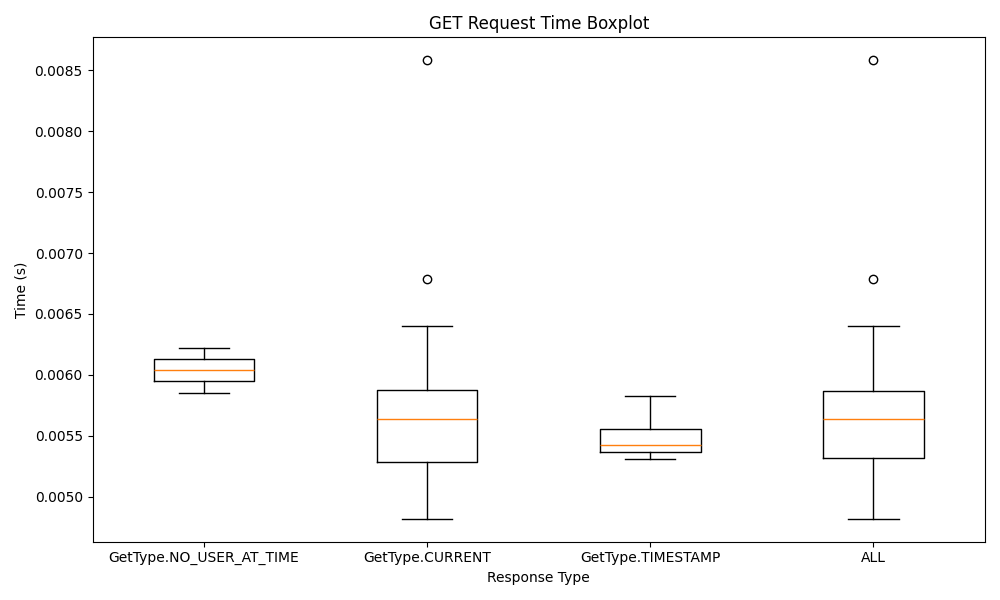 GET Request Time Boxplot
0.0085
0.0080
0.0075
0.0070
0.0065
0.0060
0.0055
0.0050
Time (s)
GetType.NO_USER_AT_TIME
GetType.CURRENT
GetType.TIMESTAMP
ALL
Response Type